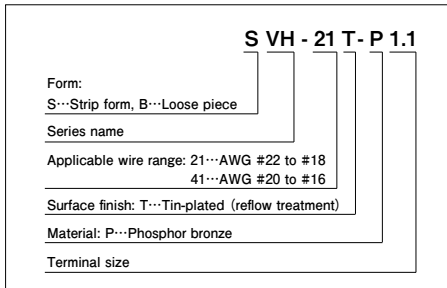 S VH - 21 T - P 1.1
Form:
S···Strip form, B···Loose piece
Series name
Applicable wire range: 21···AWG #22 to #18
41···AWG #20 to #16
Surface finish: T···Tin-plated (reflow treatment)
Material: P···Phosphor bronze
Terminal size